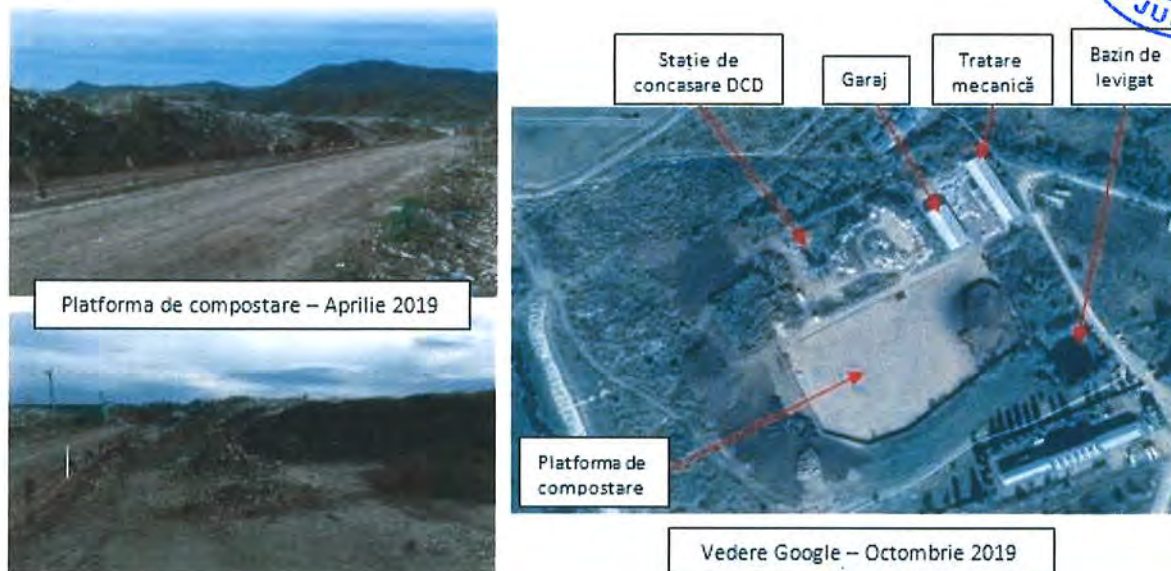 Stație de
concasare DCD
Garaj
Tratare
mecanică
Bazin de
levigat
Platforma de compostare – Aprilie 2019
Platforma de
compostare
Vedere Google – Octombrie 2019